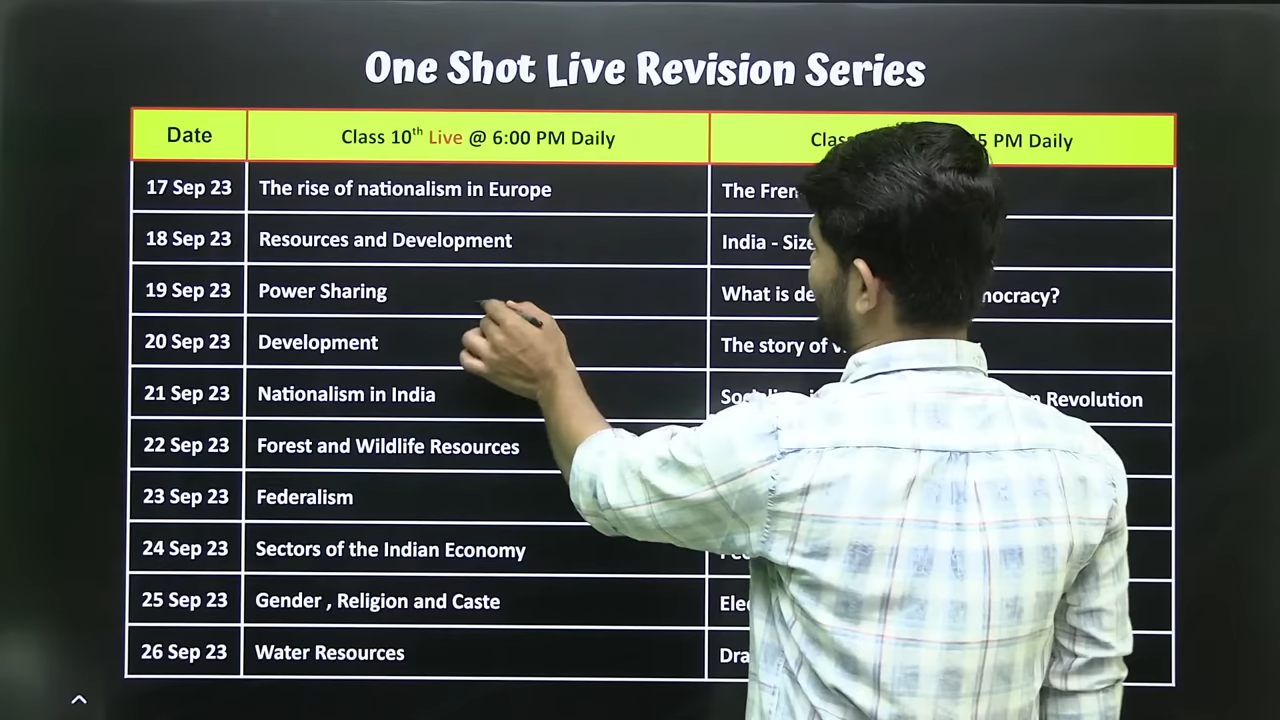 One Shot Live Revision Series
Date Class 10th Live @ 6:00 PM Daily PM Daily
17 Sep 23 The rise of nationalism in Europe The
18 Sep 23 Resources and Development India - Size
19 Sep 23 Power Sharing What is
20 Sep 23 Development The story of
21 Sep 23 Nationalism in India Revolution
22 Sep 23 Forest and Wildlife Resources
23 Sep 23 Federalism
24 Sep 23 Sectors of the Indian Economy
25 Sep 23 Gender , Religion and Caste
26 Sep 23 Water Resources